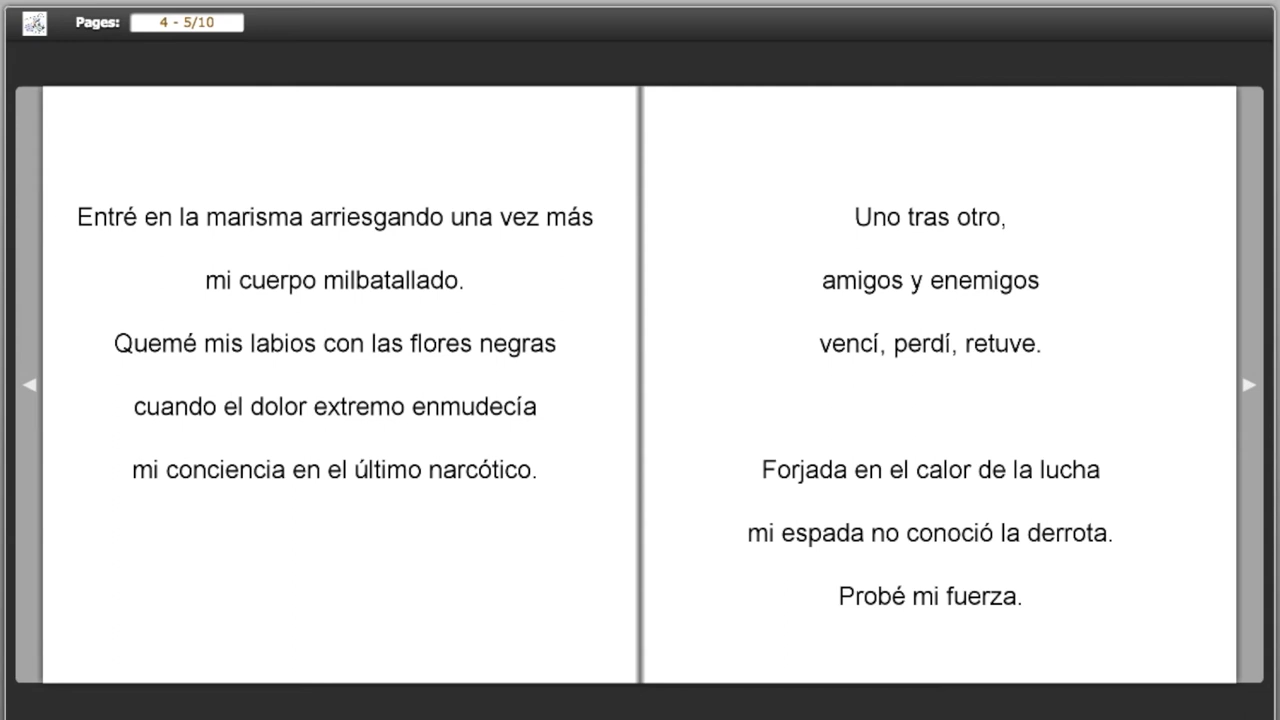 Pages: 4 - 5/10
Entré en la marisma arriesgando una vez más
mi cuerpo milbatallado.
Quemé mis labios con las flores negras
cuando el dolor extremo enmudecía
mi conciencia en el último narcótico.
Uno tras otro,
amigos y enemigos
vencí, perdí, retuve.
Forjada en el calor de la lucha
mi espada no conoció la derrota.
Probé mi fuerza.